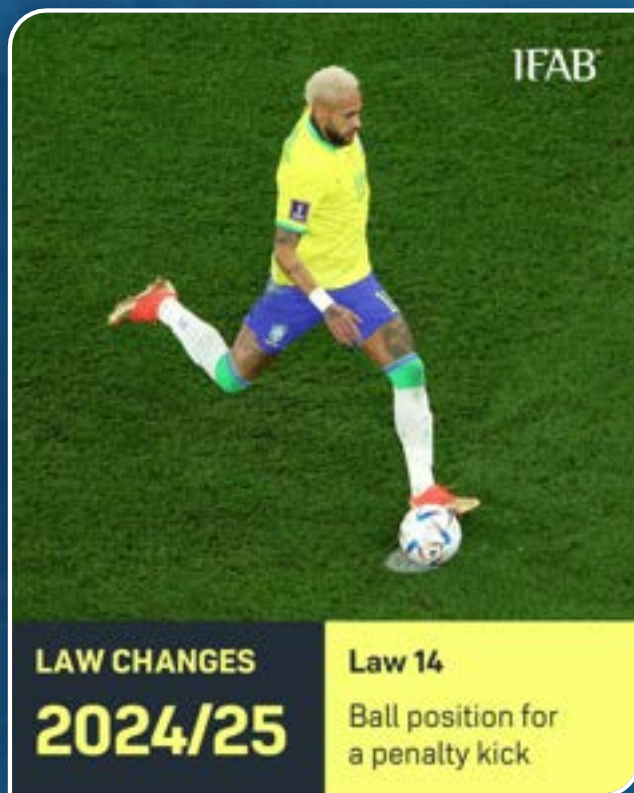 IFAB
LAW CHANGES
2024/25
Law 14
Ball position for
a penalty kick